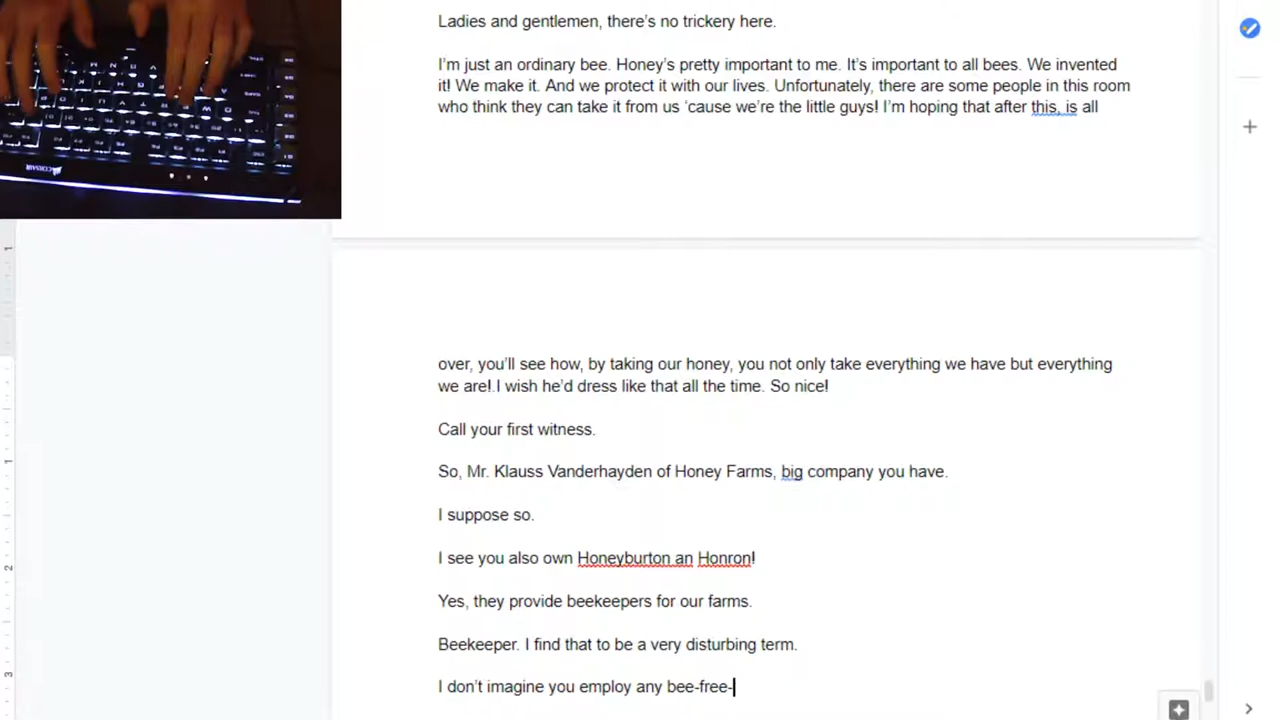 Ladies and gentlemen, there’s no trickery here.
I’m just an ordinary bee. Honey’s pretty important to me. It’s important to all bees. We invented
it! We make it. And we protect it with our lives. Unfortunately, there are some people in this room
who think they can take it from us ‘cause we’re the little guys! I’m hoping that after this, is all
over, you’ll see how, by taking our honey, you not only take everything we have but everything
we are! I wish he’d dress like that all the time. So nice!
Call your first witness.
So, Mr. Klauss Vanderhayden of Honey Farms, big company you have.
I suppose so.
I see you also own Honeyburton an Honron!
Yes, they provide beekeepers for our farms.
Beekeeper. I find that to be a very disturbing term.
I don’t imagine you employ any bee-free-
1
1
2
3
CORSAIR